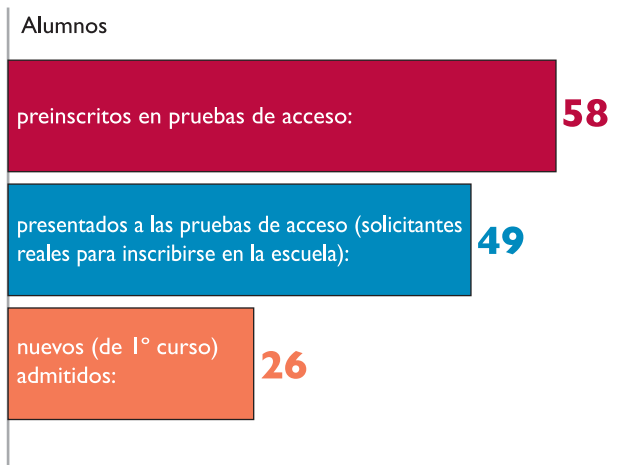 Alumnos
preinscritos en pruebas de acceso:
58
presentados a las pruebas de acceso (solicitantes
reales para inscribirse en la escuela):
49
nuevos (de 1º curso)
admitidos:
26